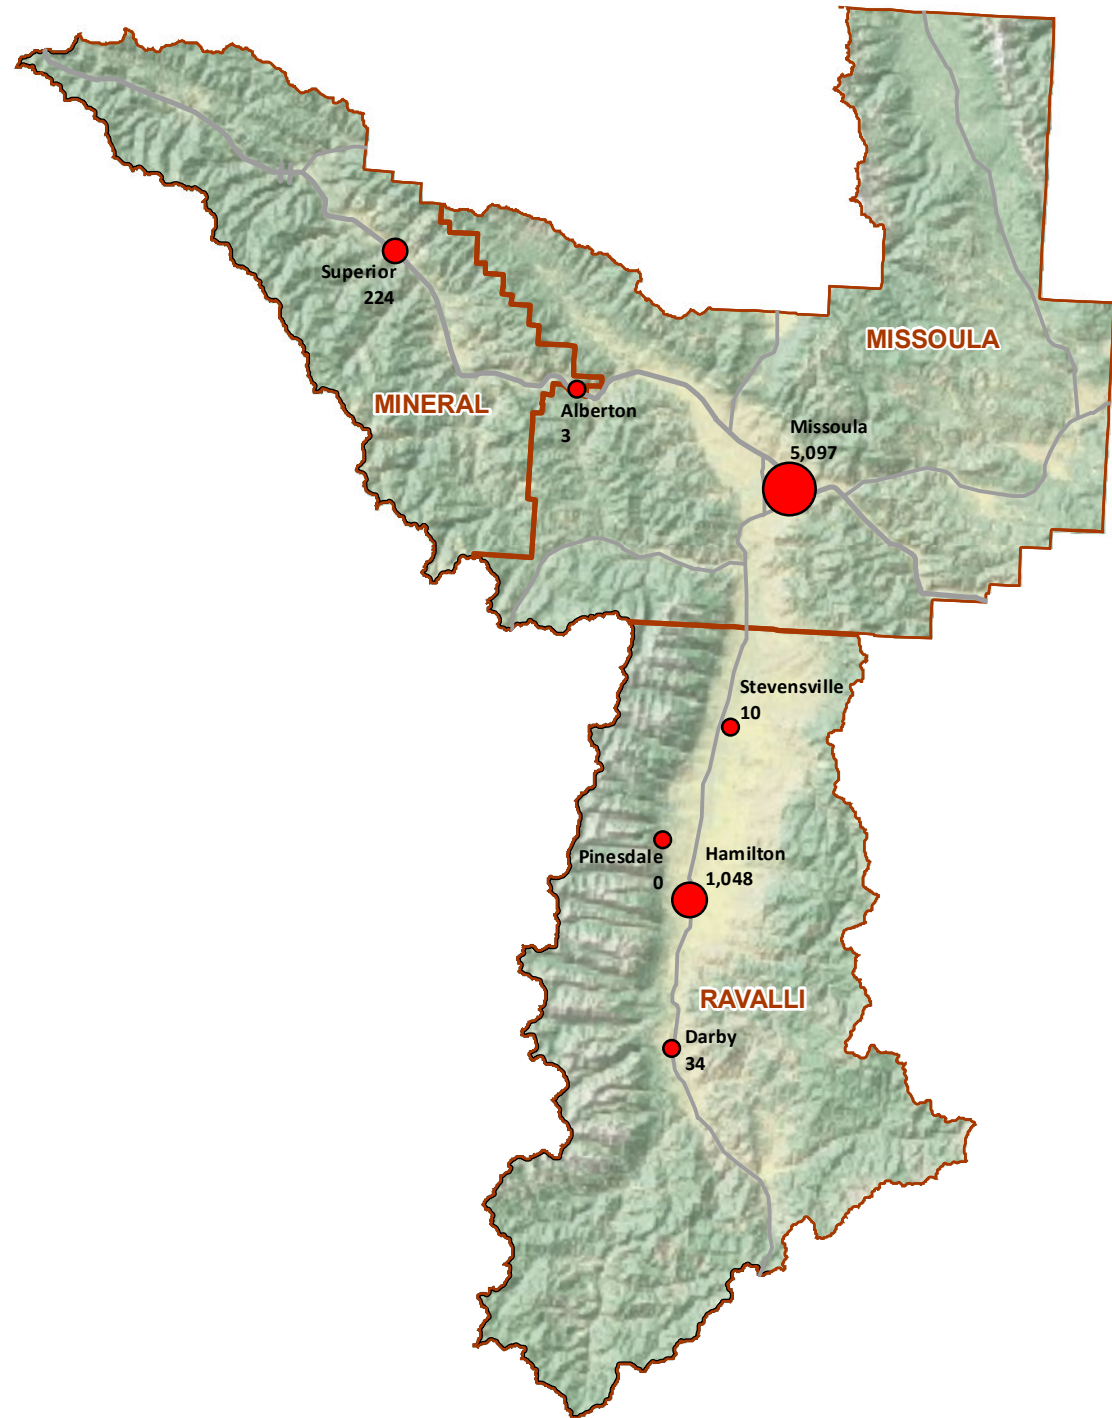 Superior
224
MISSOULA
MINERAL
Alberton
3
Missoula
5,097
Stevensville
10
Pinesdale
0
Hamilton
1,048
RAVALLI
Darby
34